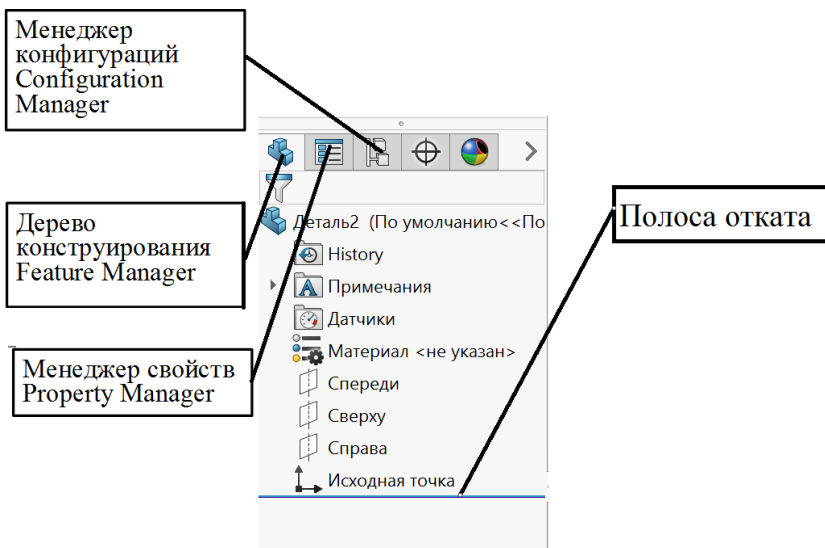 Менеджер
конфигураций
Configuration
Manager
Дерево
конструирования
Feature Manager
Менеджер свойств
Property Manager
Деталь2 (По умолчанию<<По
History
Примечания
Датчики
Материал <не указан>
Спереди
Сверху
Справа
Исходная точка
Полоса отката